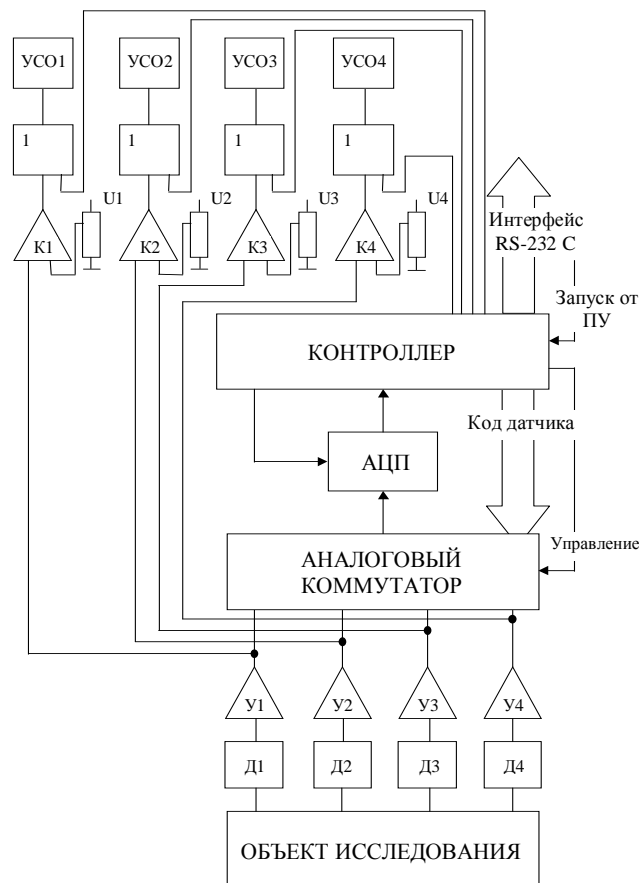 УСО1 УСО2 УСО3 УСО4
1 1 1 1
U1 U2 U3 U4
К1 К2 К3 К4
Интерфейс
RS-232 C
Запуск от
ПУ
КОНТРОЛЛЕР
Код датчика
АЦП
Управление
АНАЛОГОВЫЙ
КОММУТАТОР
У1 У2 У3 У4
Д1 Д2 Д3 Д4
ОБЪЕКТ ИССЛЕДОВАНИЯ